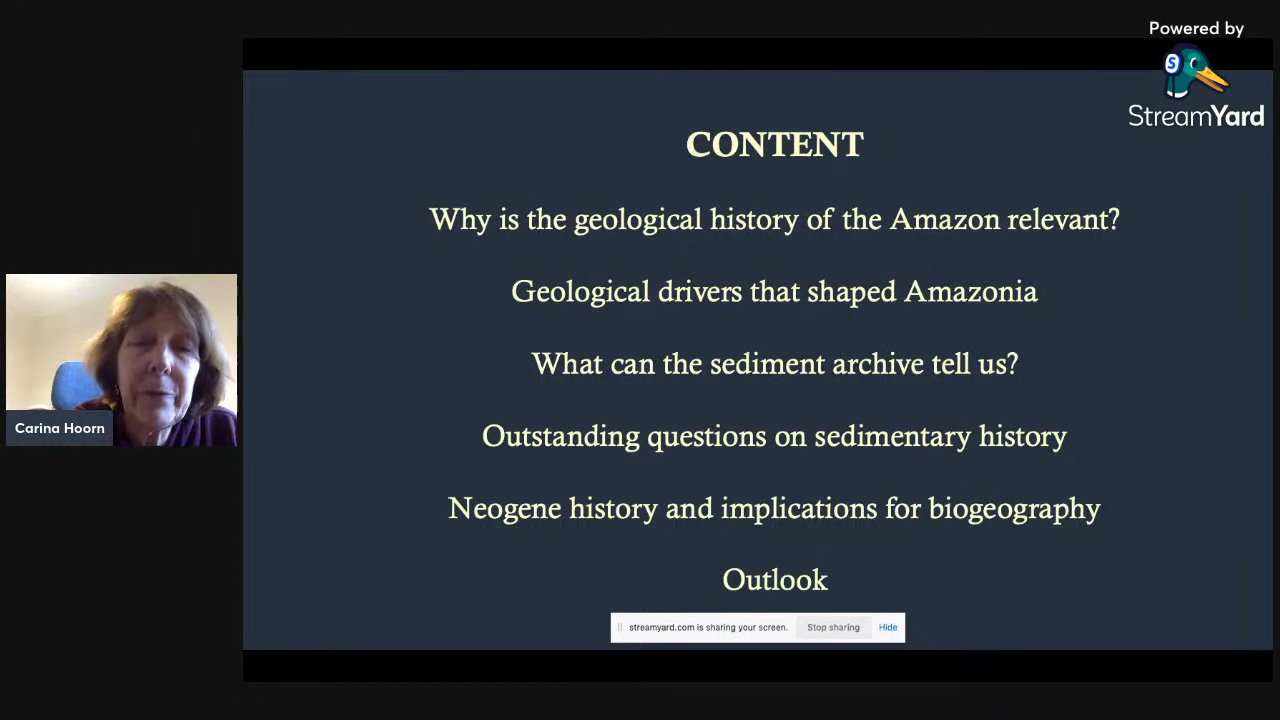 Powered by
S
StreamYard
CONTENT
Why is the geological history of the Amazon relevant?
Geological drivers that shaped Amazonia
What can the sediment archive tell us?
Outstanding questions on sedimentary history
Neogene history and implications for biogeography
Outlook
streamyard.com is sharing your screen. Stop sharing Hide
Carina Hoorn